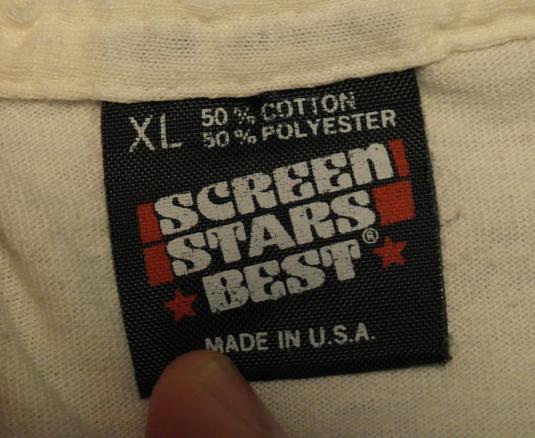 XL 50% COTTON
50% POLYESTER
SCREEN
STARS
BEST®
MADE IN U.S.A.